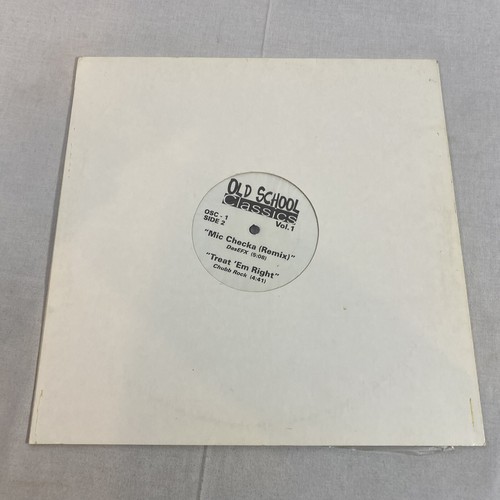 OLD SCHOOL
Classics
OSC - 1
SIDE 2
Vol. 1
"Mic Checka (Remix)"
DasEFX (5:08)
"Treat 'Em Right"
Chubb Rock (4:41)